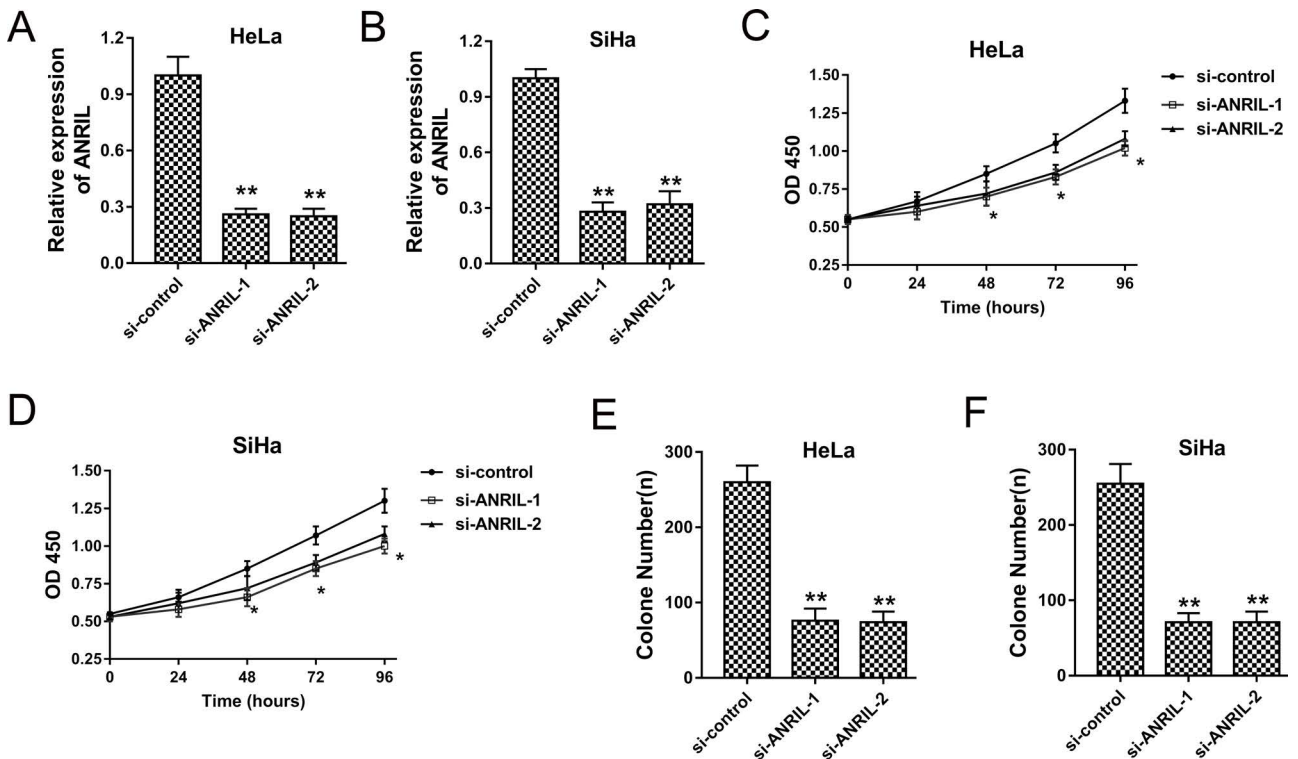 A
HeLa
Relative expression
of ANRIL
1.2
0.9
0.6
0.3
0.0
**
**
si-control
si-ANRIL-1
si-ANRIL-2
B
SiHa
Relative expression
of ANRIL
1.2
0.9
0.6
0.3
0.0
**
**
si-control
si-ANRIL-1
si-ANRIL-2
C
HeLa
OD 450
1.50
1.25
1.00
0.75
0.50
0.25
*
*
*
0
24
48
72
96
Time (hours)
si-control
si-ANRIL-1
si-ANRIL-2
D
SiHa
OD 450
1.50
1.25
1.00
0.75
0.50
0.25
*
*
*
0
24
48
72
96
Time (hours)
si-control
si-ANRIL-1
si-ANRIL-2
E
HeLa
Colone Number(n)
300
200
100
0
**
**
si-control
si-ANRIL-1
si-ANRIL-2
F
SiHa
Colone Number(n)
300
200
100
0
**
**
si-control
si-ANRIL-1
si-ANRIL-2